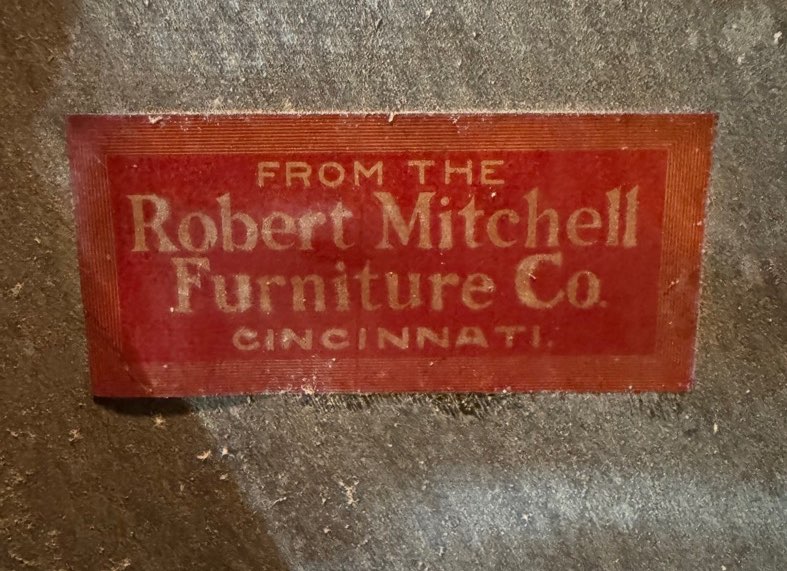 FROM THE
Robert Mitchell
Furniture Co.
CINCINNATI.